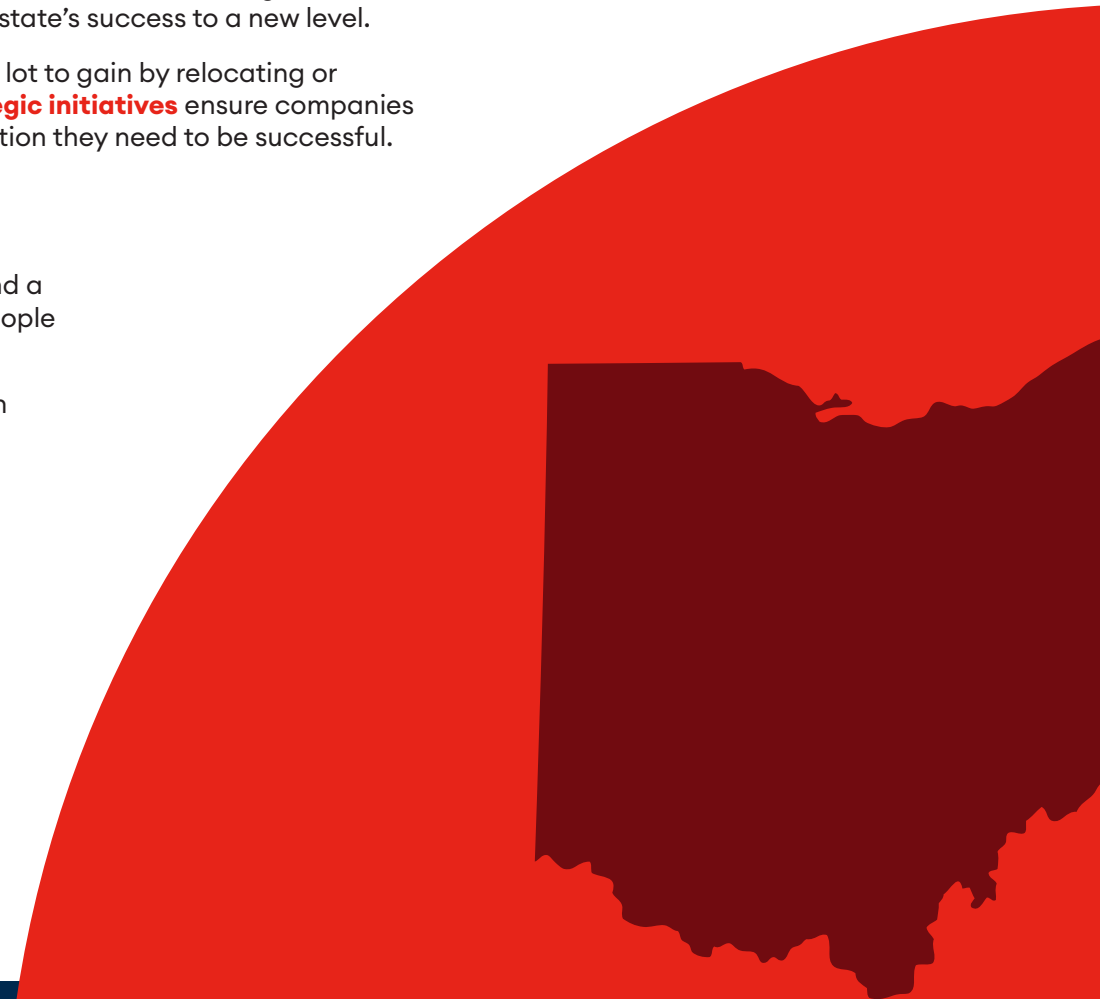 state’s success to a new level.
lot to gain by relocating or
egic initiatives ensure companies
tion they need to be successful.
nd a
ople
n